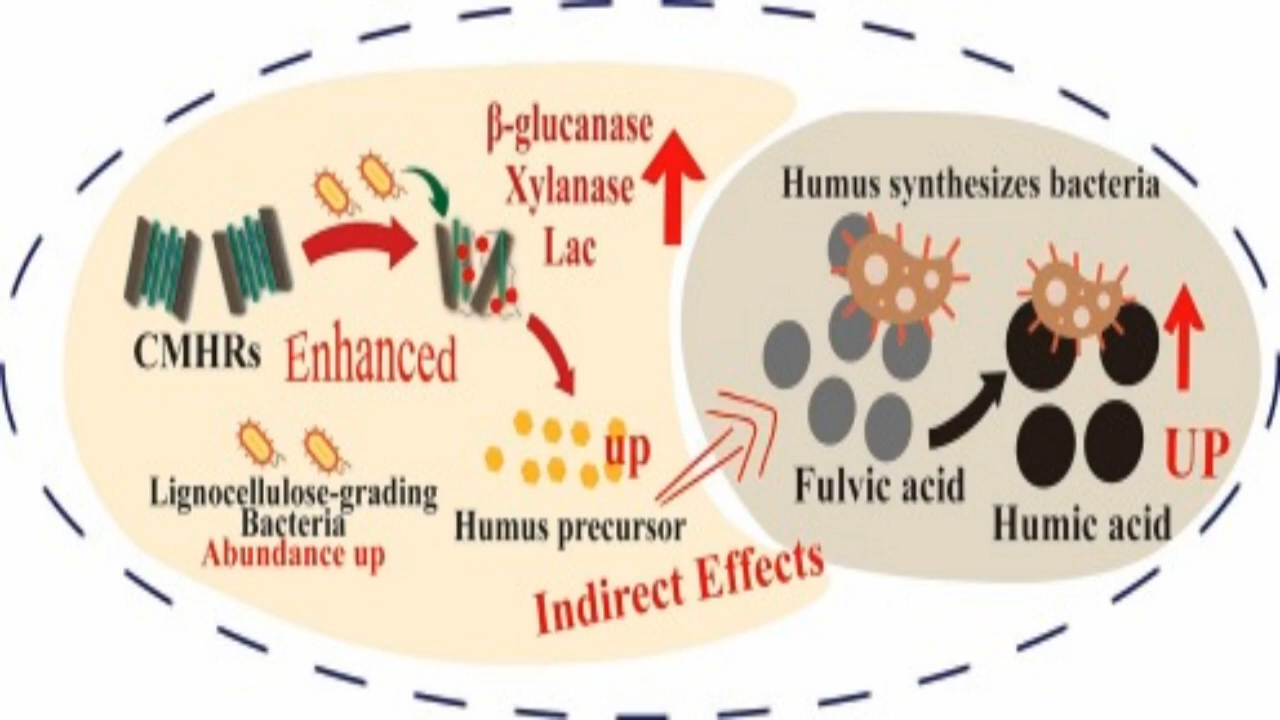 β-glucanase
Xylanase
Lac
CMHRs
Enhanced
Lignocellulose-grading
Bacteria
Abundance up
up
Humus precursor
Indirect Effects
Humus synthesizes bacteria
Fulvic acid
Humic acid
UP